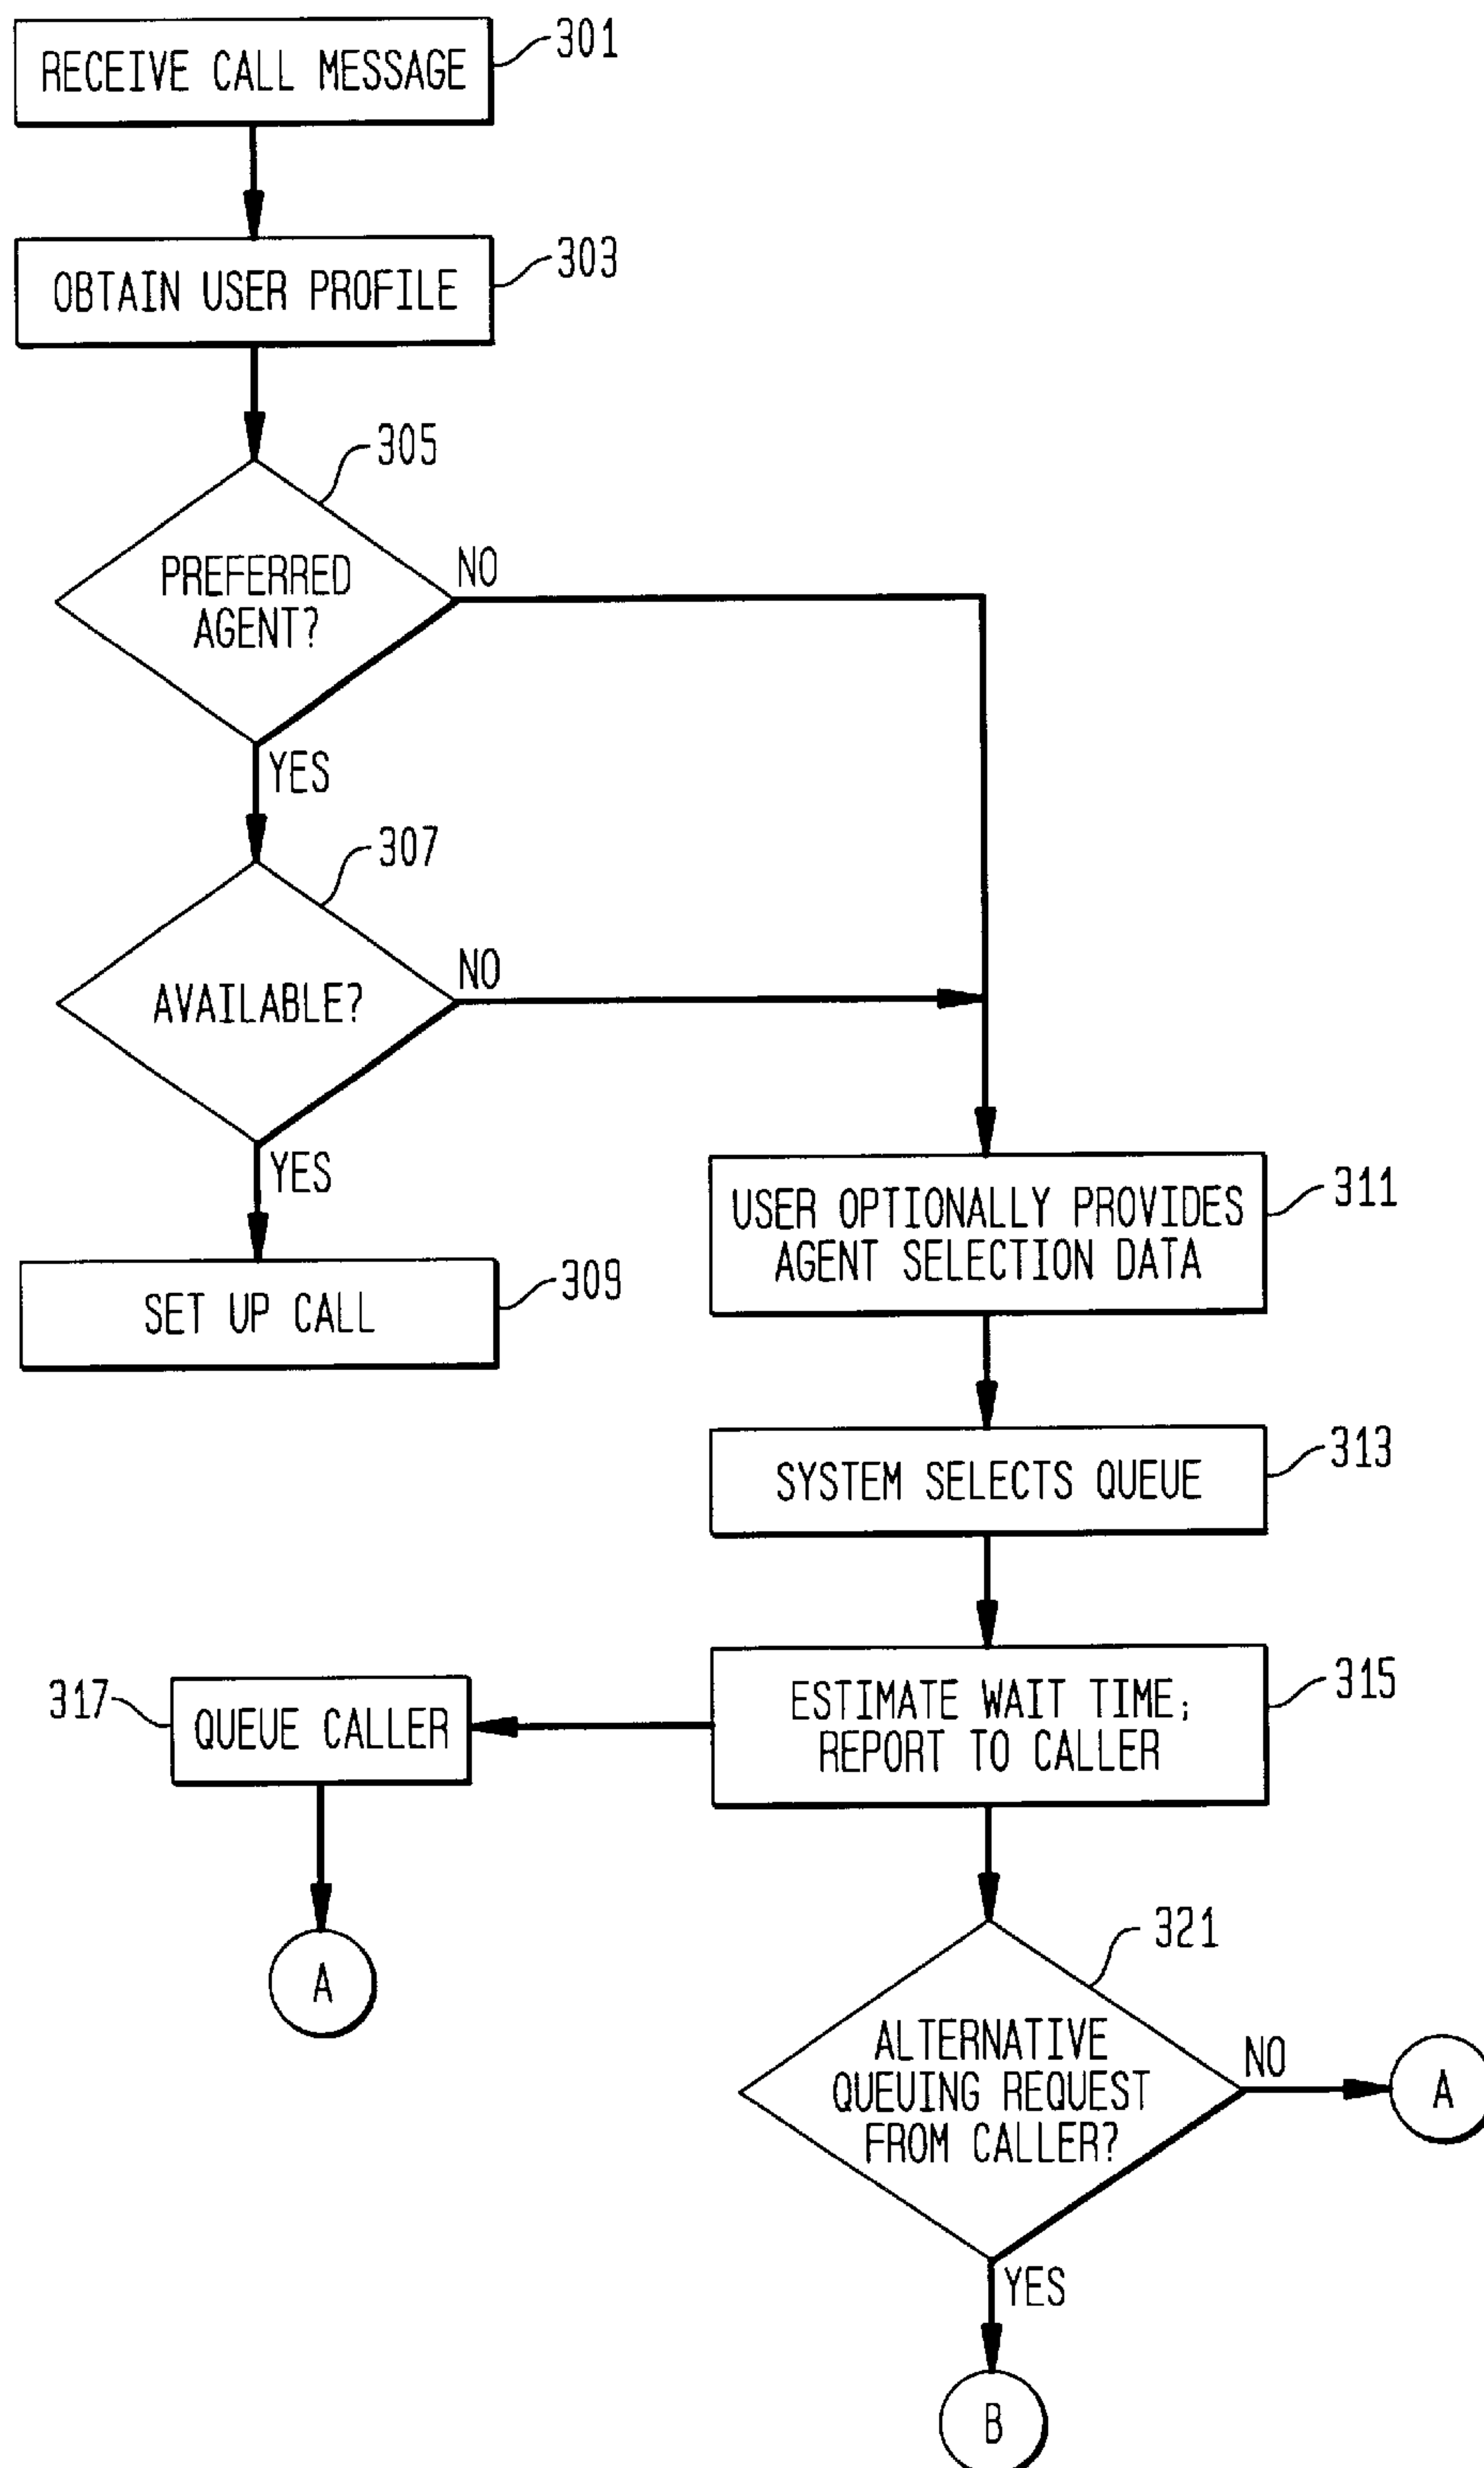 RECEIVE CALL MESSAGE
301
OBTAIN USER PROFILE
303
305
PREFERRED
AGENT?
NO
YES
307
AVAILABLE?
NO
YES
SET UP CALL
309
USER OPTIONALLY PROVIDES
AGENT SELECTION DATA
311
SYSTEM SELECTS QUEUE
313
ESTIMATE WAIT TIME;
REPORT TO CALLER
315
317
QUEUE CALLER
A
321
ALTERNATIVE
QUEUING REQUEST
FROM CALLER?
NO
A
YES
B